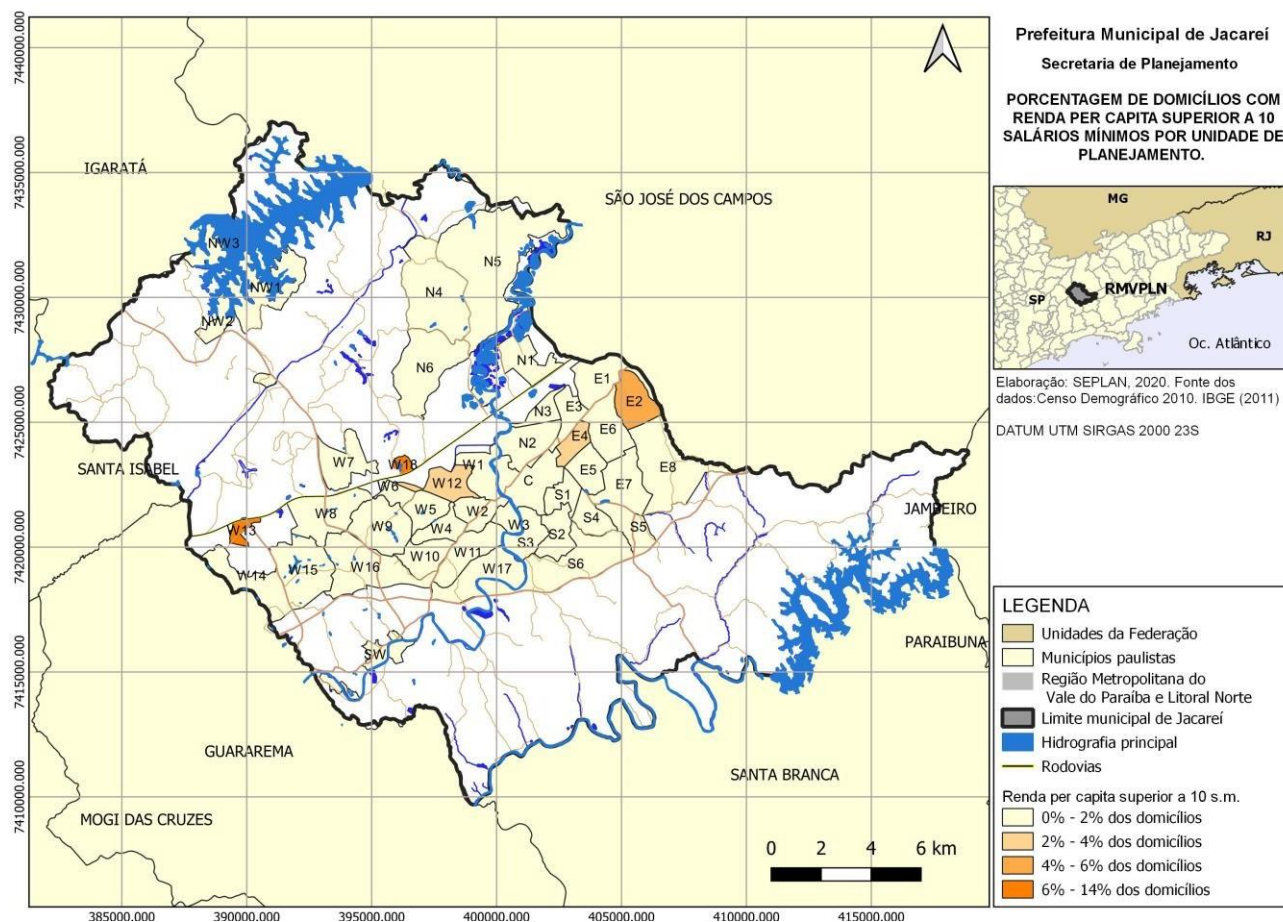 Prefeitura Municipal de Jacareí
Secretaria de Planejamento
PORCENTAGEM DE DOMICÍLIOS COM
RENDA PER CAPITA SUPERIOR A 10
SALÁRIOS MÍNIMOS POR UNIDADE DE
PLANEJAMENTO.
MG
RJ
SP
RMVPLN
Oc. Atlântico
Elaboração: SEPLAN, 2020. Fonte dos
dados:Censo Demográfico 2010. IBGE (2011)
DATUM UTM SIRGAS 2000 23S
LEGENDA
Unidades da Federação
Municípios paulistas
Região Metropolitana do
Vale do Paraíba e Litoral Norte
Limite municipal de Jacareí
Hidrografia principal
Rodovias
Renda per capita superior a 10 s.m.
0% - 2% dos domicílios
2% - 4% dos domicílios
4% - 6% dos domicílios
6% - 14% dos domicílios
7440000.000
7435000.000
7430000.000
7425000.000
7420000.000
7415000.000
7410000.000
385000.000
390000.000
395000.000
400000.000
405000.000
410000.000
415000.000
IGARATÁ
SÃO JOSÉ DOS CAMPOS
SANTA ISABEL
JAMBEIRO
PARAIBUNA
GUARAREMA
SANTA BRANCA
MOGI DAS CRUZES
NW3
NW1
NW2
N5
N4
N6
N1
N3
N2
E1
E2
E3
E4
E6
E5
E7
E8
C
S1
S2
S3
S4
S5
S6
W7
W18
W1
W6
W12
W13
W8
W9
W5
W2
W4
W3
W10
W11
W14
W15
W16
W17
SW
0 2 4 6 km